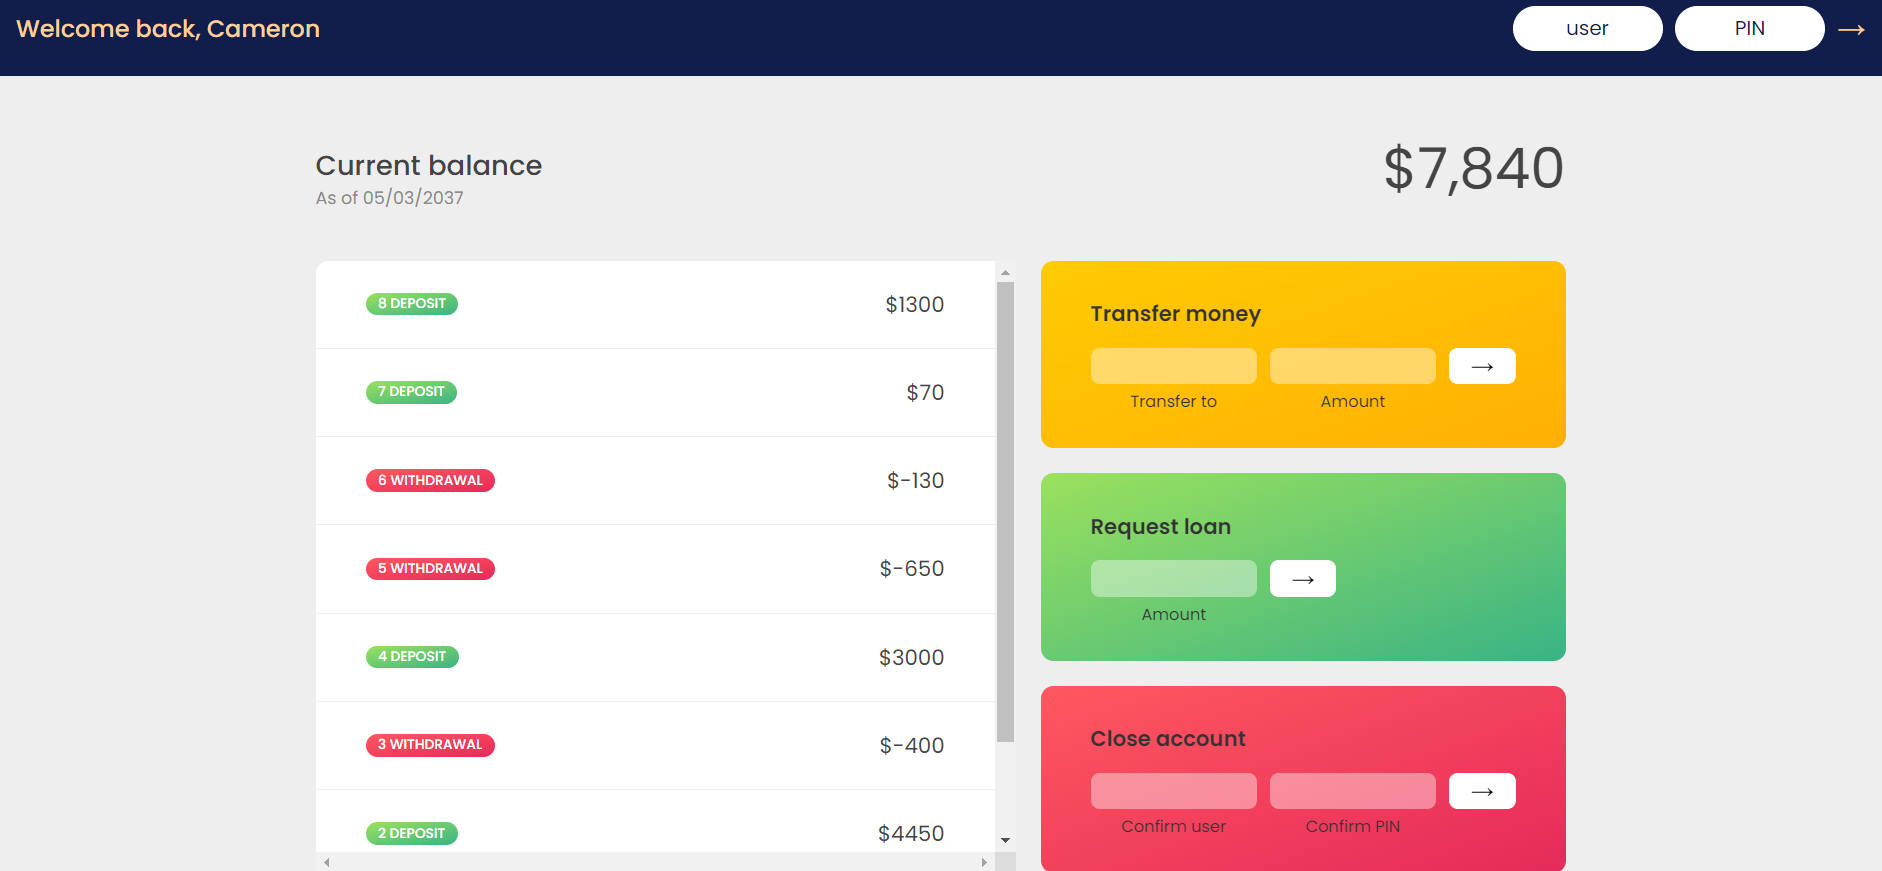 Welcome back, Cameron
user
PIN
→
Current balance
As of 05/03/2037
$7,840
8 DEPOSIT
$1300
7 DEPOSIT
$70
6 WITHDRAWAL
$-130
5 WITHDRAWAL
$-650
4 DEPOSIT
$3000
3 WITHDRAWAL
$-400
2 DEPOSIT
$4450
Transfer money
→
Transfer to
Amount
Request loan
→
Amount
Close account
→
Confirm user
Confirm PIN